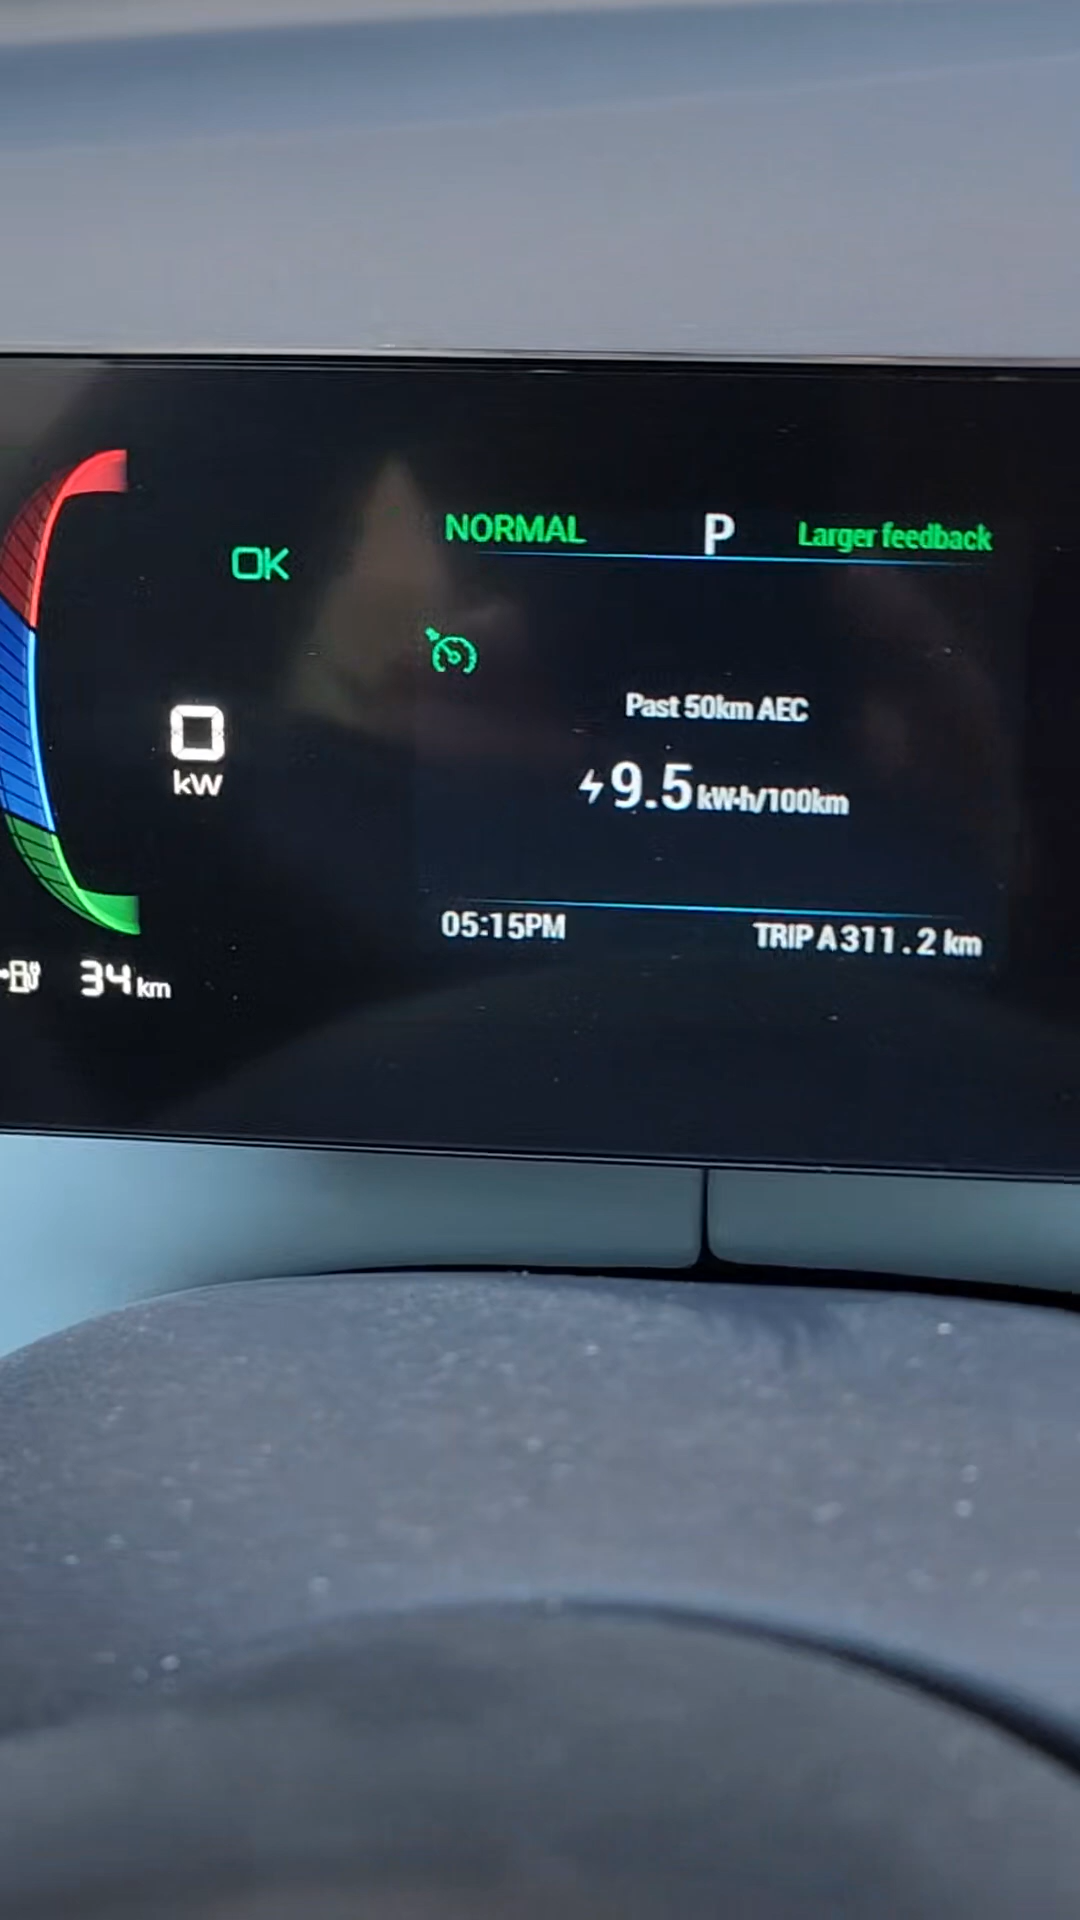 NORMAL P Larger feedback
OK
Past 50km AEC
0
kW
9.5 kW·h/100km
05:15PM TRIP A 311.2 km
34 km